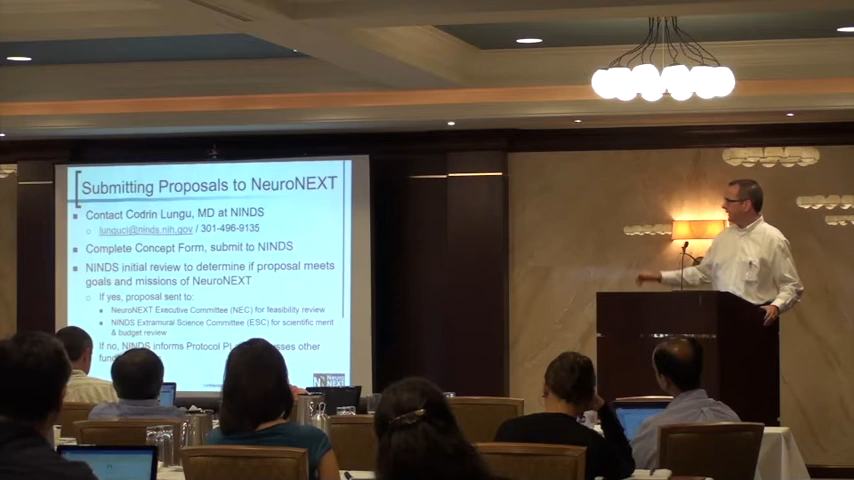 Submitting Proposals to NeuroNEXT
Contact Codrin Lungu, MD at NINDS
lunguci@ninds.nih.gov / 301-496-9135
Complete Concept Form, submit to NINDS
NINDS initial review to determine if proposal meets
goals and missions of NeuroNEXT
If yes, proposal sent to:
NeuroNEXT Executive Committee (NEC) for feasibility review
NINDS Extramural Science Committee (ESC) for scientific merit
& budget review
If no, NINDS informs Protocol other
Neuro
NEXT